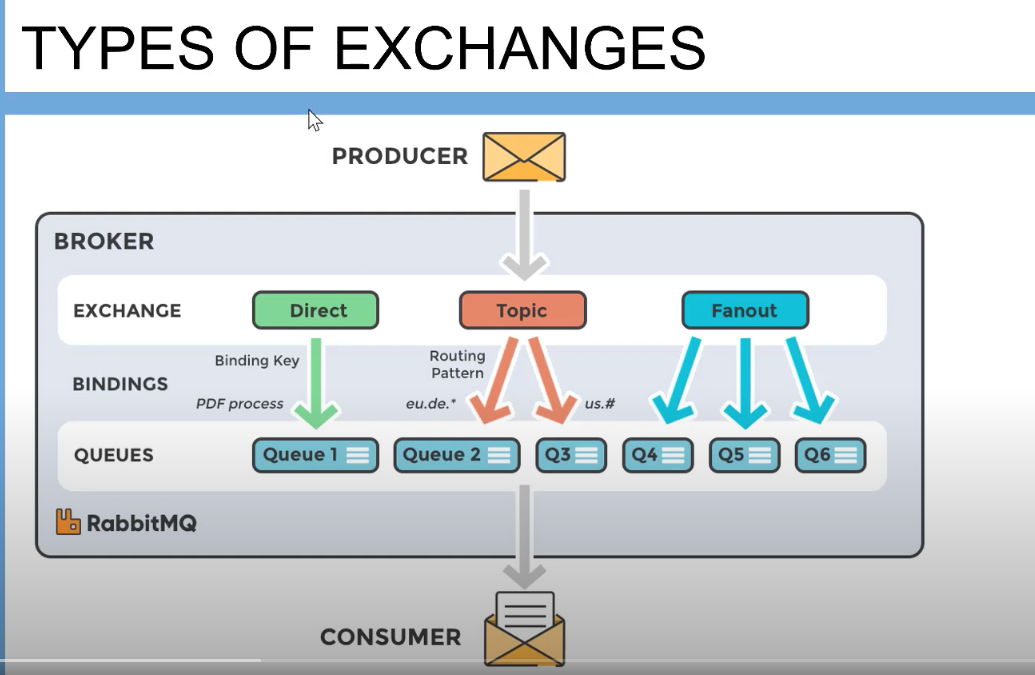 TYPES OF EXCHANGES
PRODUCER
BROKER
EXCHANGE
Direct
Topic
Fanout
BINDINGS
Binding Key
PDF process
Routing
Pattern
eu.de.*
us.#
QUEUES
Queue 1
Queue 2
Q3
Q4
Q5
Q6
RabbitMQ
CONSUMER